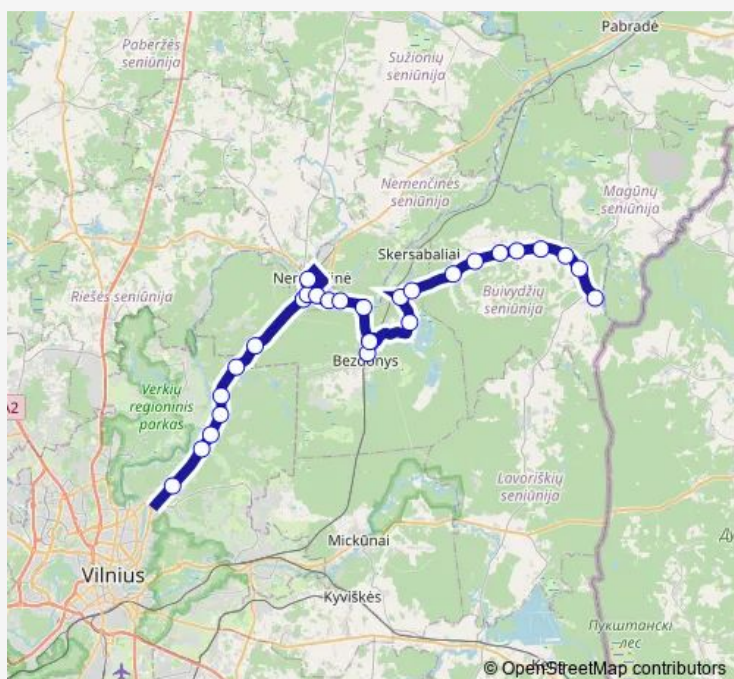 Pabradė
Paberžės
seniūnija
Sužionių
seniūnija
Nemenčinės
seniūnija
Magūnų
seniūnija
Skersabaliai
Riešės seniūnija
Buivydžių
seniūnija
Bezdonys
Verkių
regioninis
parkas
A2
Lavoriškių
seniūnija
Mickūnai
Vilnius
Kyviškės
Пукштанскі
–лес
© OpenStreetMap contributors